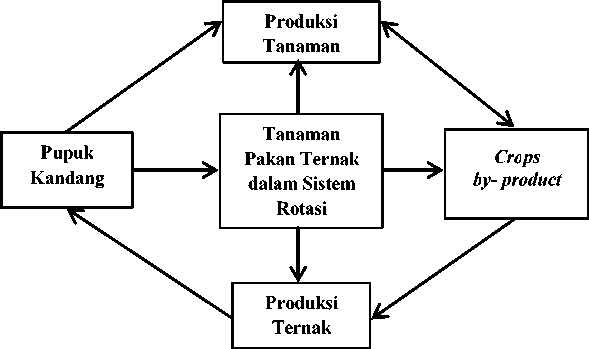 Produksi
Tanaman
Pupuk
Kandang
Tanaman
Pakan Ternak
dalam Sistem
Rotasi
Crops
by- product
Produksi
Ternak